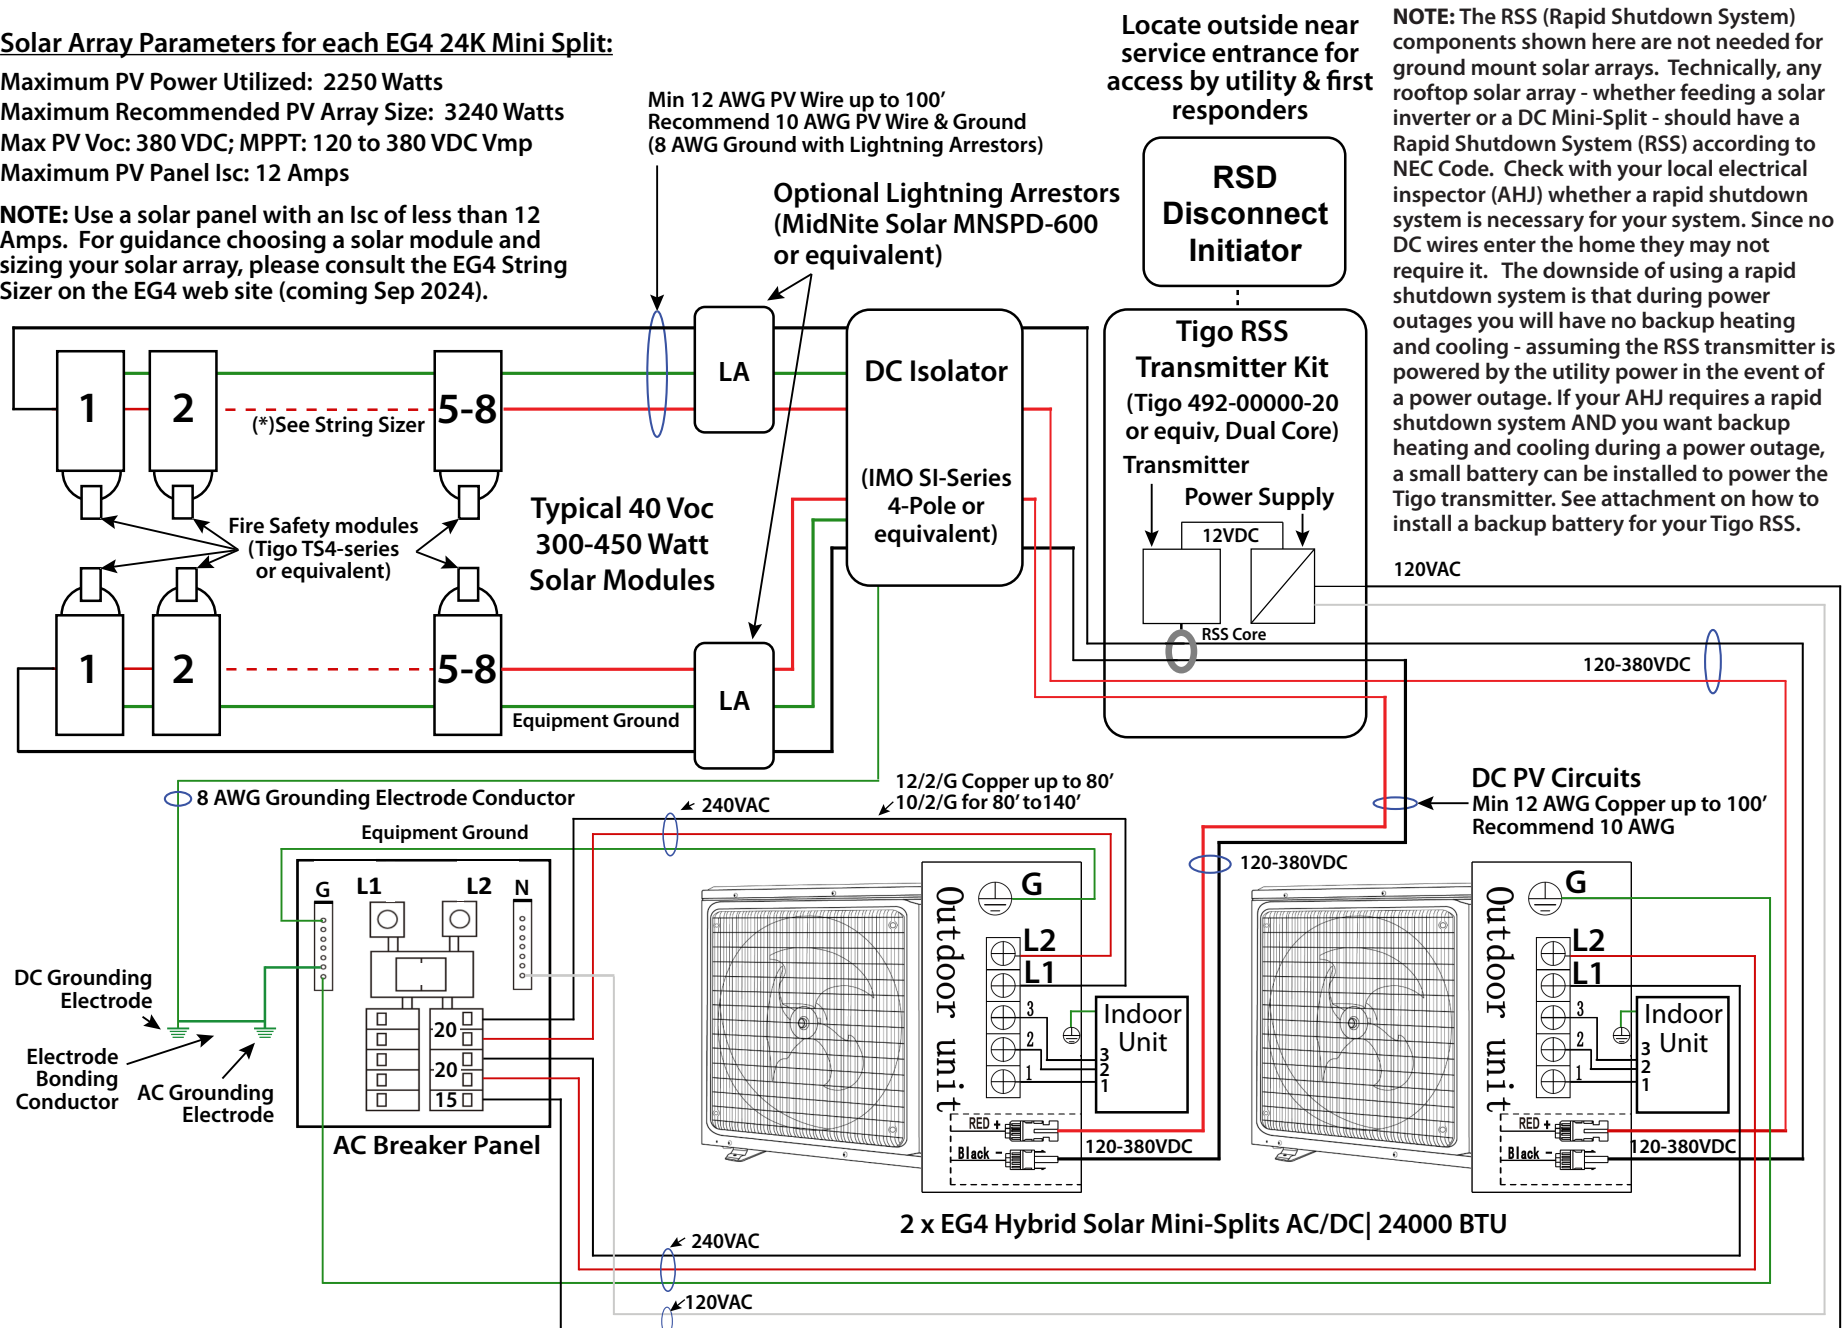 Solar Array Parameters for each EG4 24K Mini Split:
Maximum PV Power Utilized: 2250 Watts
Maximum Recommended PV Array Size: 3240 Watts
Max PV Voc: 380 VDC; MPPT: 120 to 380 VDC Vmp
Maximum PV Panel Isc: 12 Amps
NOTE: Use a solar panel with an Isc of less than 12
Amps. For guidance choosing a solar module and
sizing your solar array, please consult the EG4 String
Sizer on the EG4 web site (coming Sep 2024).
Min 12 AWG PV Wire up to 100'
Recommend 10 AWG PV Wire & Ground
(8 AWG Ground with Lightning Arrestors)
Optional Lightning Arrestors
(MidNite Solar MNSPD-600
or equivalent)
Locate outside near
service entrance for
access by utility & first
responders
RSD
Disconnect
Initiator
NOTE: The RSS (Rapid Shutdown System)
components shown here are not needed for
ground mount solar arrays. Technically, any
rooftop solar array - whether feeding a solar
inverter or a DC Mini-Split - should have a
Rapid Shutdown System (RSS) according to
NEC Code. Check with your local electrical
inspector (AHJ) whether a rapid shutdown
system is necessary for your system. Since no
DC wires enter the home they may not
require it. The downside of using a rapid
shutdown system is that during power
outages you will have no backup heating
and cooling - assuming the RSS transmitter is
powered by the utility power in the event of
a power outage. If your AHJ requires a rapid
shutdown system AND you want backup
heating and cooling during a power outage,
a small battery can be installed to power the
Tigo transmitter. See attachment on how to
install a backup battery for your Tigo RSS.
1
2
(*)See String Sizer
5-8
LA
DC Isolator
(IMO SI-Series
4-Pole or
equivalent)
Tigo RSS
Transmitter Kit
(Tigo 492-00000-20
or equiv, Dual Core)
Transmitter
Power Supply
12VDC
RSS Core
120VAC
Fire Safety modules
(Tigo TS4-series
or equivalent)
Typical 40 Voc
300-450 Watt
Solar Modules
1
2
5-8
LA
Equipment Ground
120-380VDC
8 AWG Grounding Electrode Conductor
240VAC
12/2/G Copper up to 80'
10/2/G for 80' to140'
DC PV Circuits
Min 12 AWG Copper up to 100'
Recommend 10 AWG
Equipment Ground
120-380VDC
G
L1
L2
N
20
20
15
AC Breaker Panel
DC Grounding
Electrode
Electrode
Bonding
Conductor
AC Grounding
Electrode
Outdoor unit
G
L2
L1
3
2
1
Indoor
Unit
3
2
1
RED +
Black -
120-380VDC
Outdoor unit
G
L2
L1
3
2
1
Indoor
Unit
3
2
1
RED +
Black -
120-380VDC
2 x EG4 Hybrid Solar Mini-Splits AC/DC| 24000 BTU
240VAC
120VAC